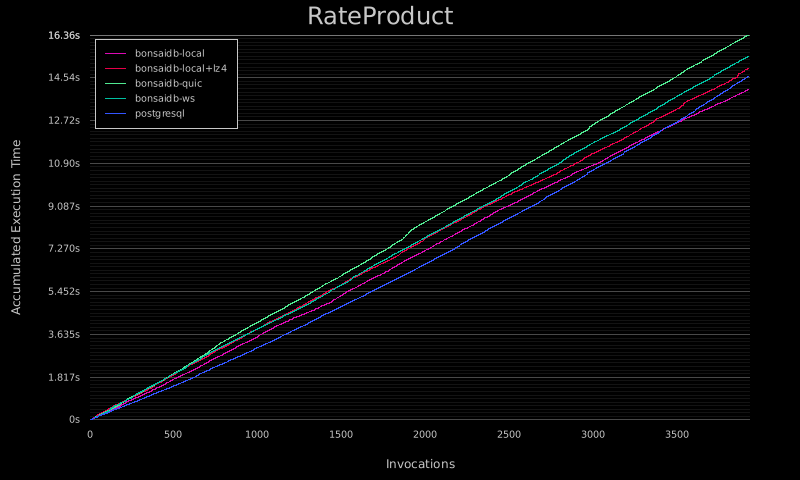 RateProduct
16.36s
14.54s
12.72s
10.90s
9.087s
7.270s
5.452s
3.635s
1.817s
0s
Accumulated Execution Time
bonsaidb-local
bonsaidb-local+lz4
bonsaidb-quic
bonsaidb-ws
postgresql
0 500 1000 1500 2000 2500 3000 3500
Invocations